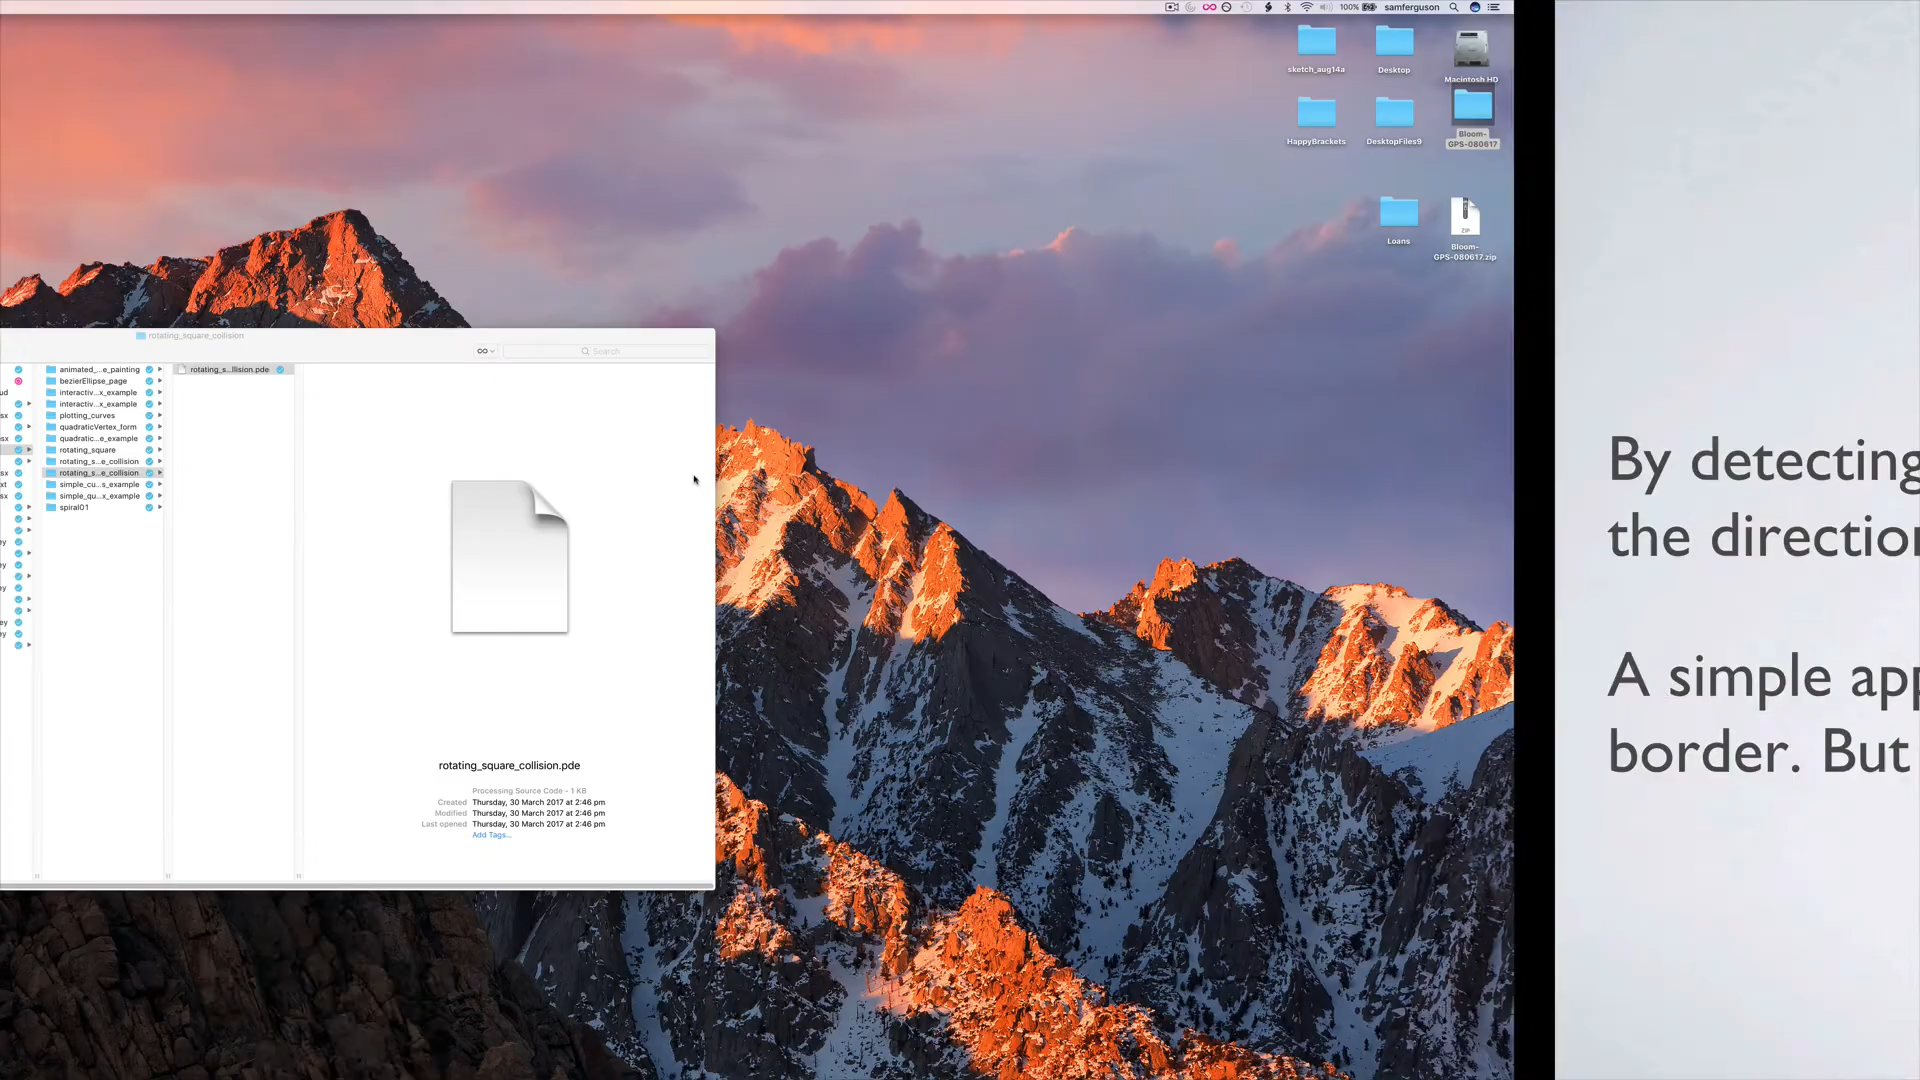 100%
samferguson
sketch_aug14a
Desktop
Macintosh HD
HappyBrackets
DesktopFiles9
Bloom-
GPS-080617
Loans
ZIP
Bloom-
GPS-080617.zip
rotating_square_collision
Search
animated_...e_painting
bezierEllipse_page
interactiv...x_example
interactiv...x_example
plotting_curves
quadraticVertex_form
quadratic...e_example
rotating_square
rotating_s...e_collision
rotating_s...e_collision
simple_cu...s_example
simple_qu...x_example
spiral01
rotating_s...llision.pde
rotating_square_collision.pde
Processing Source Code - 1 KB
Created Thursday, 30 March 2017 at 2:46 pm
Modified Thursday, 30 March 2017 at 2:46 pm
Last opened Thursday, 30 March 2017 at 2:46 pm
Add Tags...
By detecting
the direction
A simple app
border. But